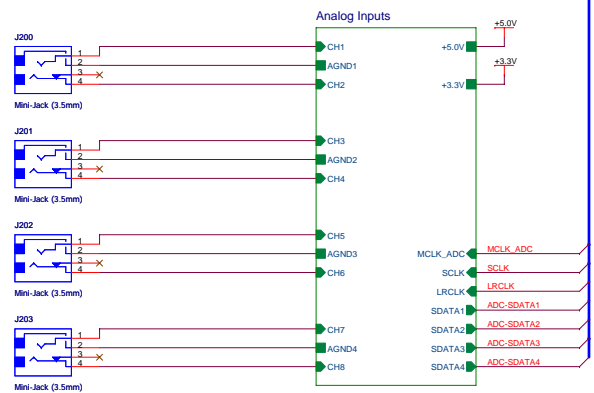 Analog Inputs
+5.0V
J200
1
CH1
+5.0V
2
AGND1
+3.3V
3
4
CH2
+3.3V
Mini-Jack (3.5mm)
J201
1
CH3
2
AGND2
3
4
CH4
Mini-Jack (3.5mm)
J202
1
CH5
2
AGND3
MCLK_ADC
MCLK_ADC
3
4
CH6
SCLK
SCLK
Mini-Jack (3.5mm)
LRCLK
LRCLK
SDATA1
ADC-SDATA1
J203
1
CH7
SDATA2
ADC-SDATA2
2
AGND4
SDATA3
ADC-SDATA3
3
4
CH8
SDATA4
ADC-SDATA4
Mini-Jack (3.5mm)